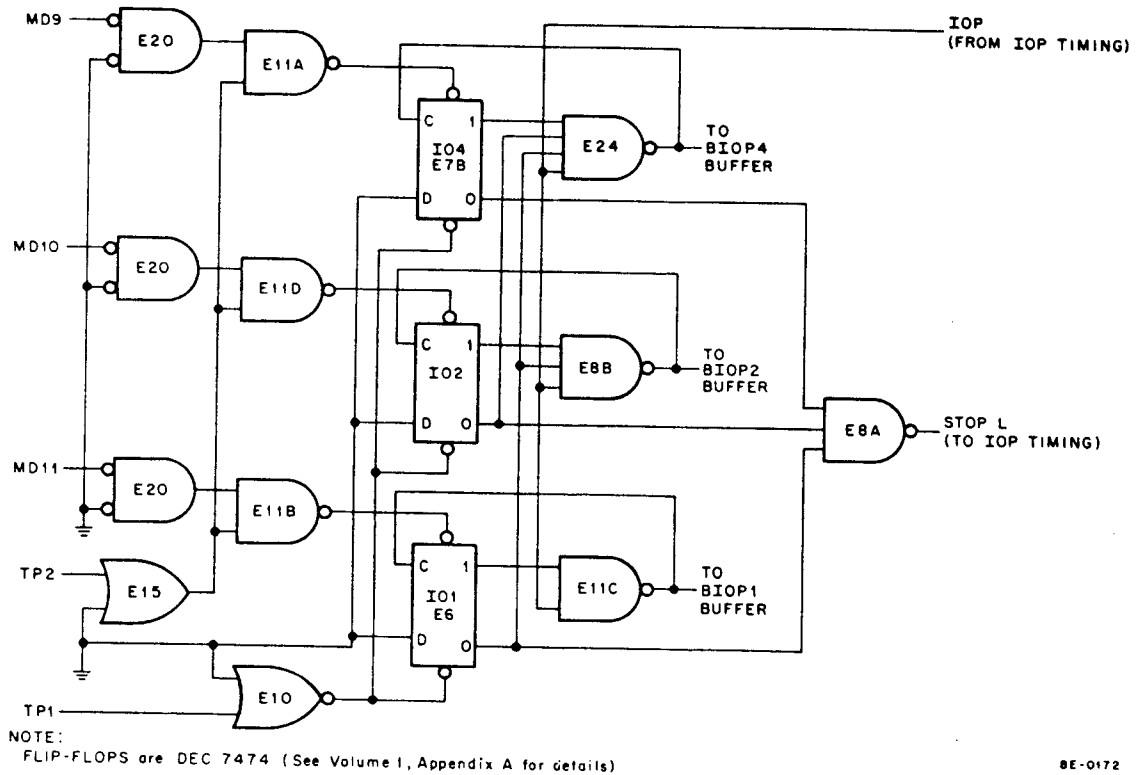 MD9
E20
E11A
IOP
(FROM IOP TIMING)
C 1
IO4
E7B
D 0
E24
TO
BIOP4
BUFFER
MD10
E20
E11D
C 1
IO2
D 0
E8B
TO
BIOP2
BUFFER
E8A
STOP L
(TO IOP TIMING)
MD11
E20
E11B
C 1
IO1
E6
D 0
E11C
TO
BIOP1
BUFFER
TP2
E15
E10
TP1
NOTE:
FLIP-FLOPS are DEC 7474 (See Volume 1, Appendix A for details)
8E-0172